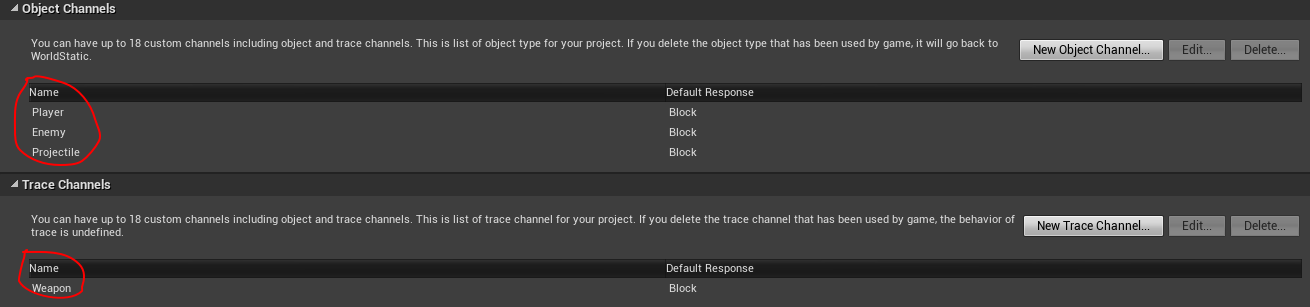 Object Channels
You can have up to 18 custom channels including object and trace channels. This is list of object type for your project. If you delete the object type that has been used by game, it will go back to
WorldStatic.
New Object Channel... Edit... Delete...
Name Default Response
Player Block
Enemy Block
Projectile Block
Trace Channels
You can have up to 18 custom channels including object and trace channels. This is list of trace channel for your project. If you delete the trace channel that has been used by game, the behavior of
trace is undefined.
New Trace Channel... Edit... Delete...
Name Default Response
Weapon Block